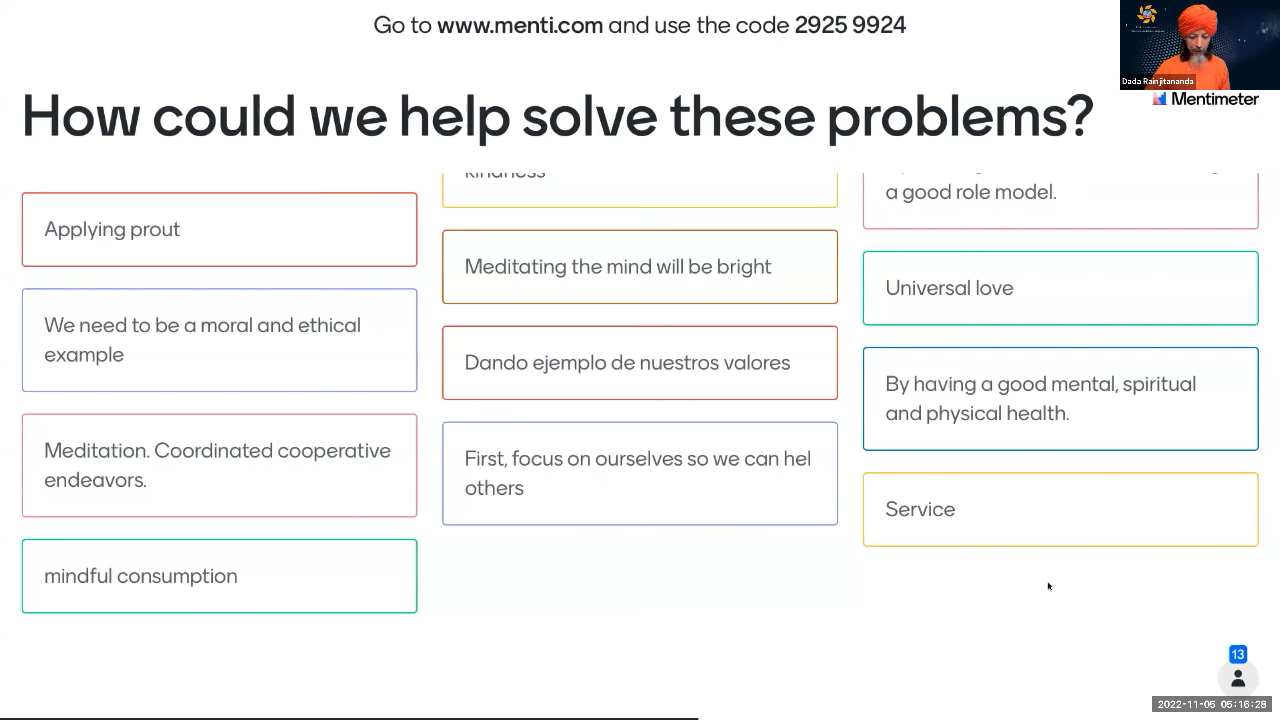 Go to www.menti.com and use the code 2925 9924
Dada Rainjitananda
Mentimeter
How could we help solve these problems?
Applying prout
We need to be a moral and ethical
example
Meditation. Coordinated cooperative
endeavors.
mindful consumption
kindness
Meditating the mind will be bright
Dando ejemplo de nuestros valores
First, focus on ourselves so we can hel
others
a good role model.
Universal love
By having a good mental, spiritual
and physical health.
Service
13
2022-11-05 05:16:28